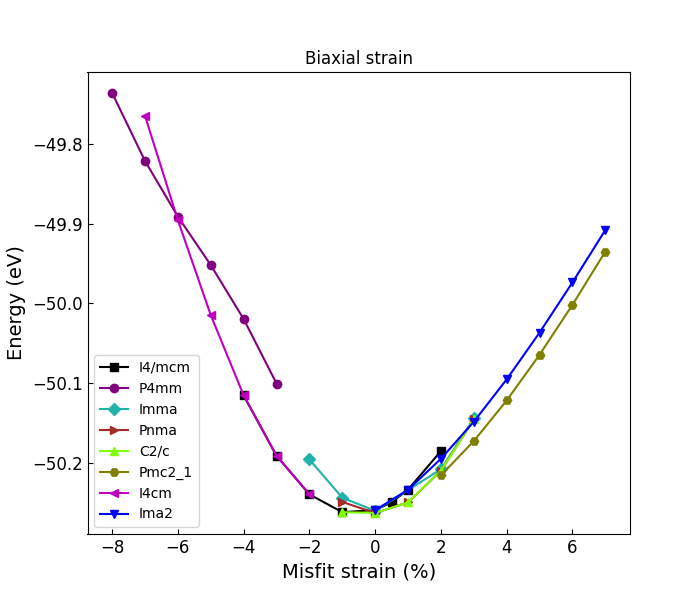 Biaxial strain
Energy (eV)
−49.8
−49.9
−50.0
−50.1
−50.2
I4/mcm
P4mm
Imma
Pnma
C2/c
Pmc2_1
I4cm
Ima2
−8 −6 −4 −2 0 2 4 6
Misfit strain (%)